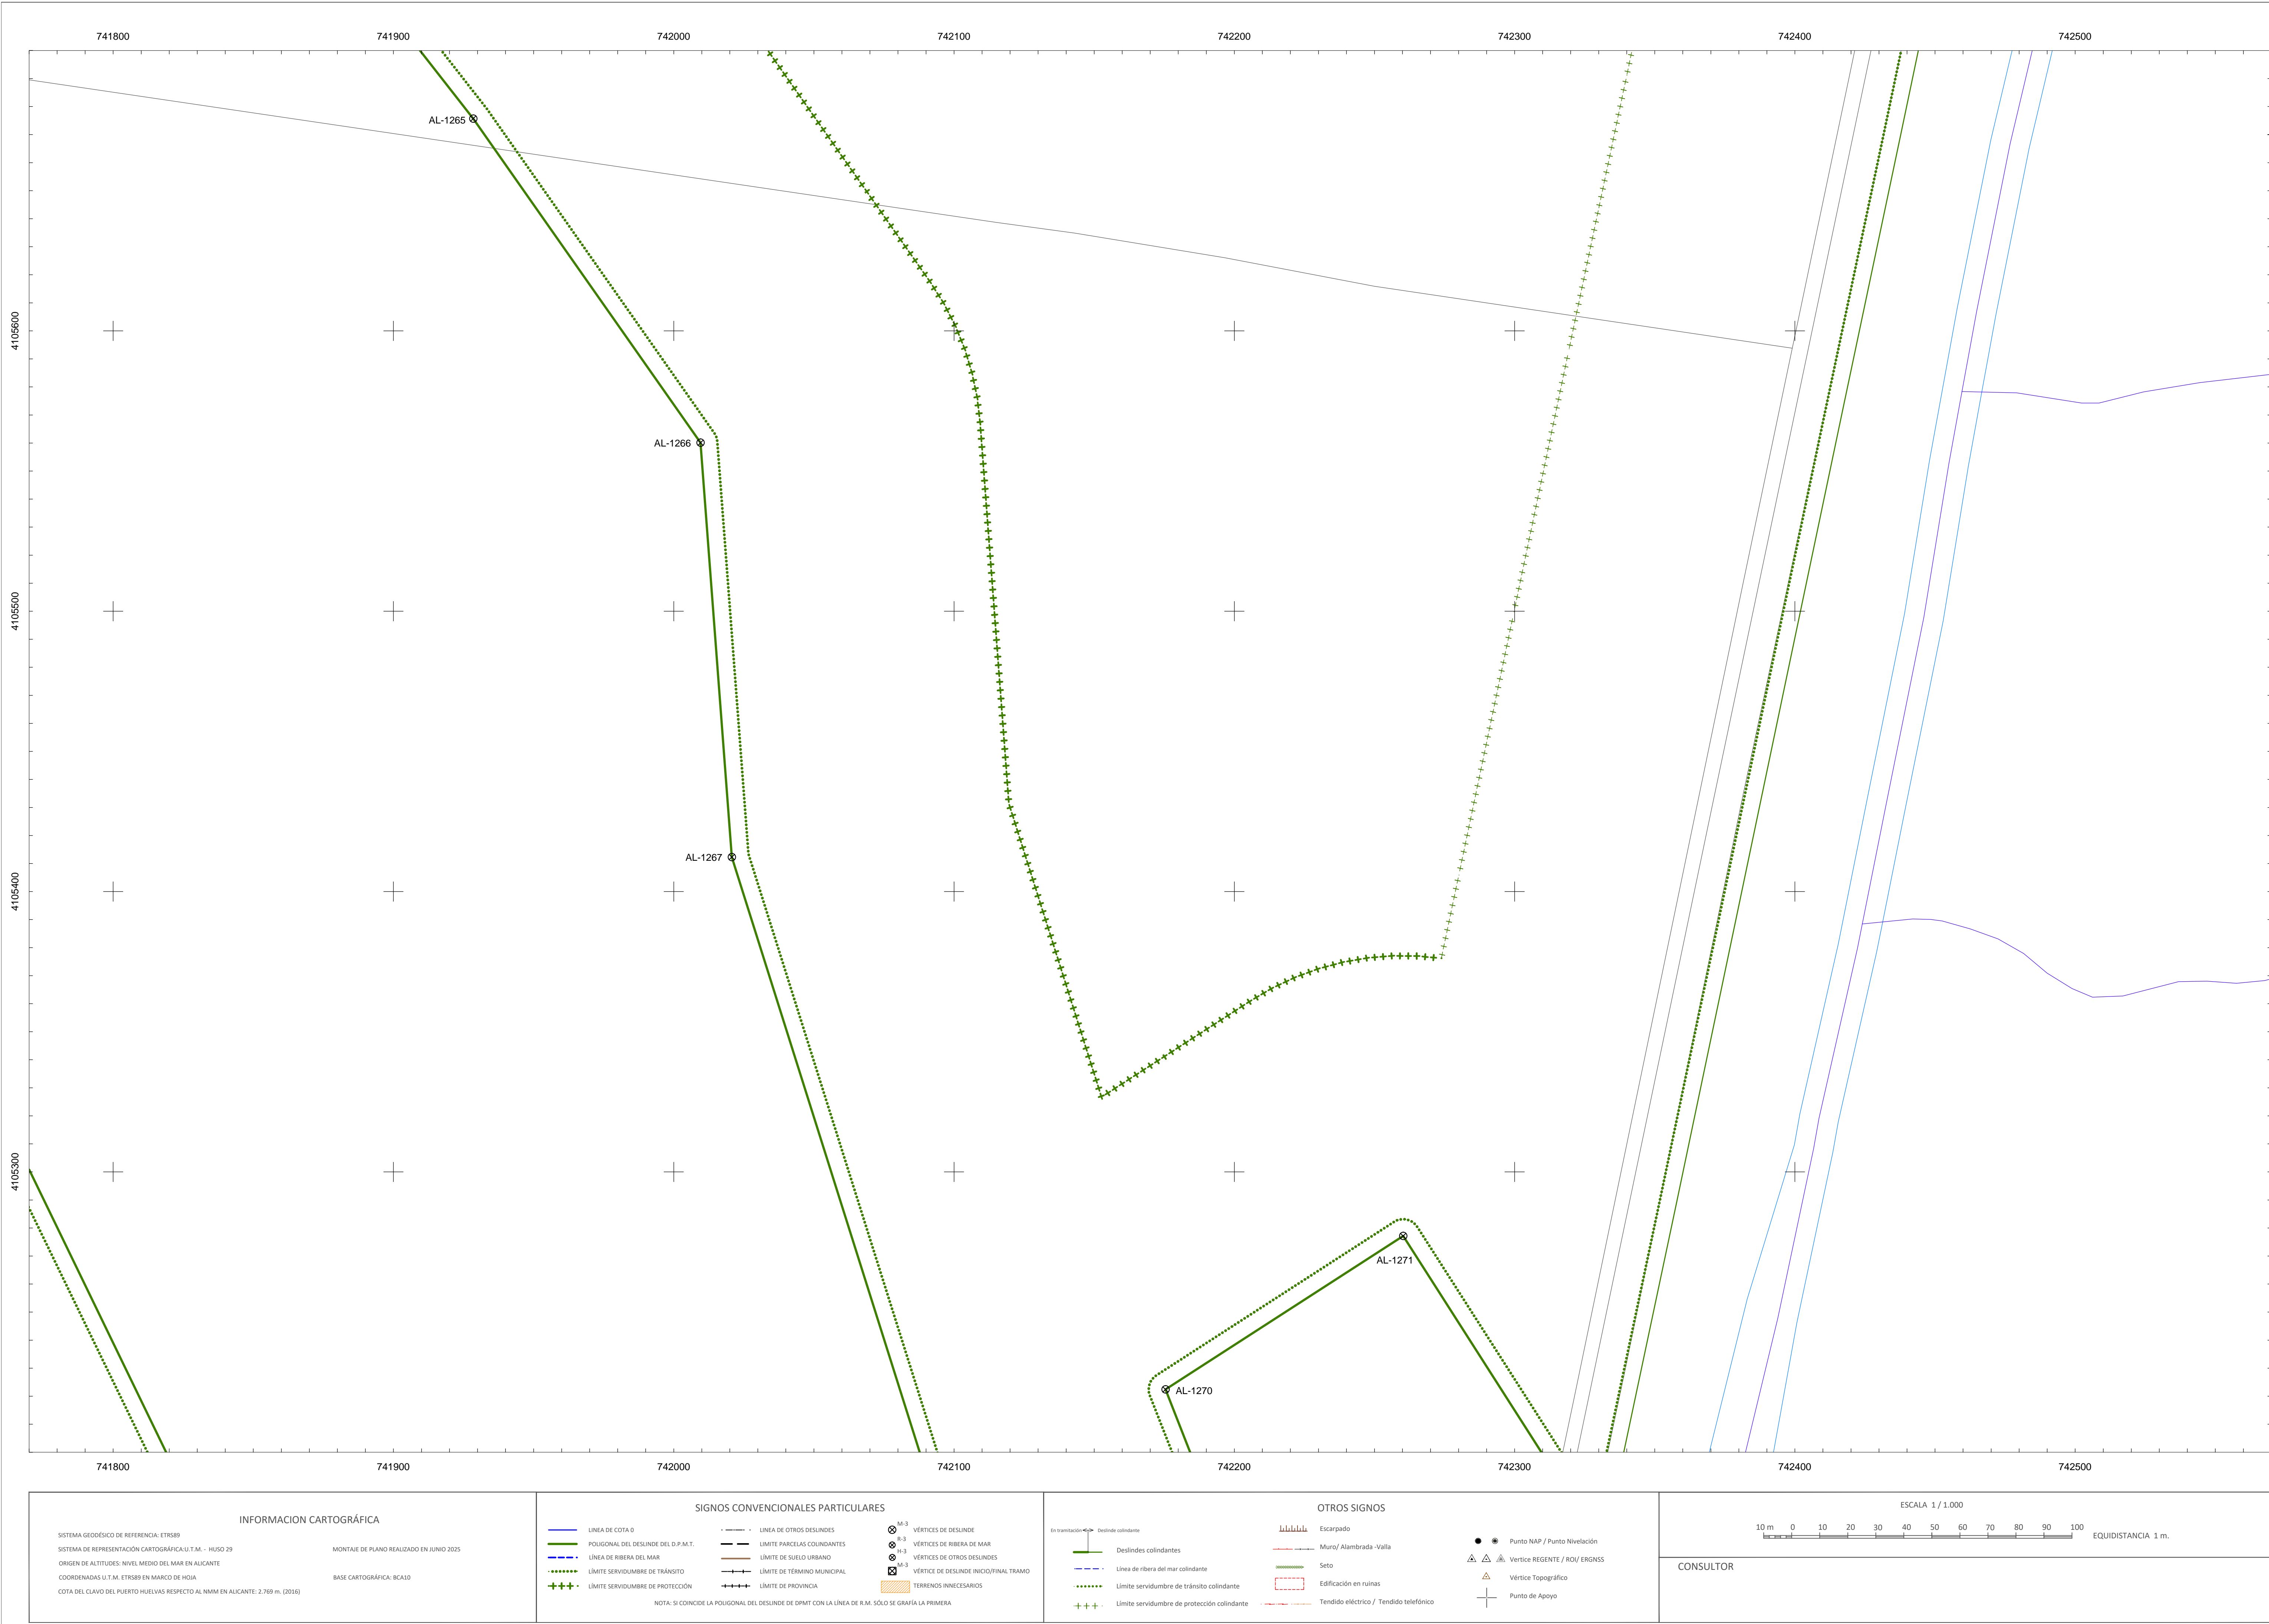 741800 741900 742000 742100 742200 742300 742400 742500
AL-1265
4105600
AL-1266
4105500
AL-1267
4105400
4105300
AL-1271
AL-1270
741800 741900 742000 742100 742200 742300 742400 742500
INFORMACION CARTOGRÁFICA
SISTEMA GEODÉSICO DE REFERENCIA: ETRS89
SISTEMA DE REPRESENTACIÓN CARTOGRÁFICA:U.T.M. - HUSO 29
MONTAJE DE PLANO REALIZADO EN JUNIO 2025
ORIGEN DE ALTITUDES: NIVEL MEDIO DEL MAR EN ALICANTE
COORDENADAS U.T.M. ETRS89 EN MARCO DE HOJA
BASE CARTOGRÁFICA: BCA10
COTA DEL CLAVO DEL PUERTO HUELVAS RESPECTO AL NMM EN ALICANTE: 2.769 m. (2016)
SIGNOS CONVENCIONALES PARTICULARES
LINEA DE COTA 0
POLIGONAL DEL DESLINDE DEL D.P.M.T.
LÍNEA DE RIBERA DEL MAR
LÍMITE SERVIDUMBRE DE TRÁNSITO
LÍMITE SERVIDUMBRE DE PROTECCIÓN
LINEA DE OTROS DESLINDES
LIMITE PARCELAS COLINDANTES
LÍMITE DE SUELO URBANO
LÍMITE DE TÉRMINO MUNICIPAL
LÍMITE DE PROVINCIA
M-3 VÉRTICES DE DESLINDE
R-3 VÉRTICES DE RIBERA DE MAR
H-3 VÉRTICES DE OTROS DESLINDES
M-3 VÉRTICE DE DESLINDE INICIO/FINAL TRAMO
TERRENOS INNECESARIOS
NOTA: SI COINCIDE LA POLIGONAL DEL DESLINDE DE DPMT CON LA LÍNEA DE R.M. SÓLO SE GRAFÍA LA PRIMERA
OTROS SIGNOS
En tramitación Deslinde colindante
Deslindes colindantes
Línea de ribera del mar colindante
Límite servidumbre de tránsito colindante
Límite servidumbre de protección colindante
Escarpado
Muro/ Alambrada -Valla
Seto
Edificación en ruinas
Tendido eléctrico / Tendido telefónico
Punto NAP / Punto Nivelación
Vertice REGENTE / ROI/ ERGNSS
Vértice Topográfico
Punto de Apoyo
ESCALA 1 / 1.000
10 m 0 10 20 30 40 50 60 70 80 90 100
EQUIDISTANCIA 1 m.
CONSULTOR